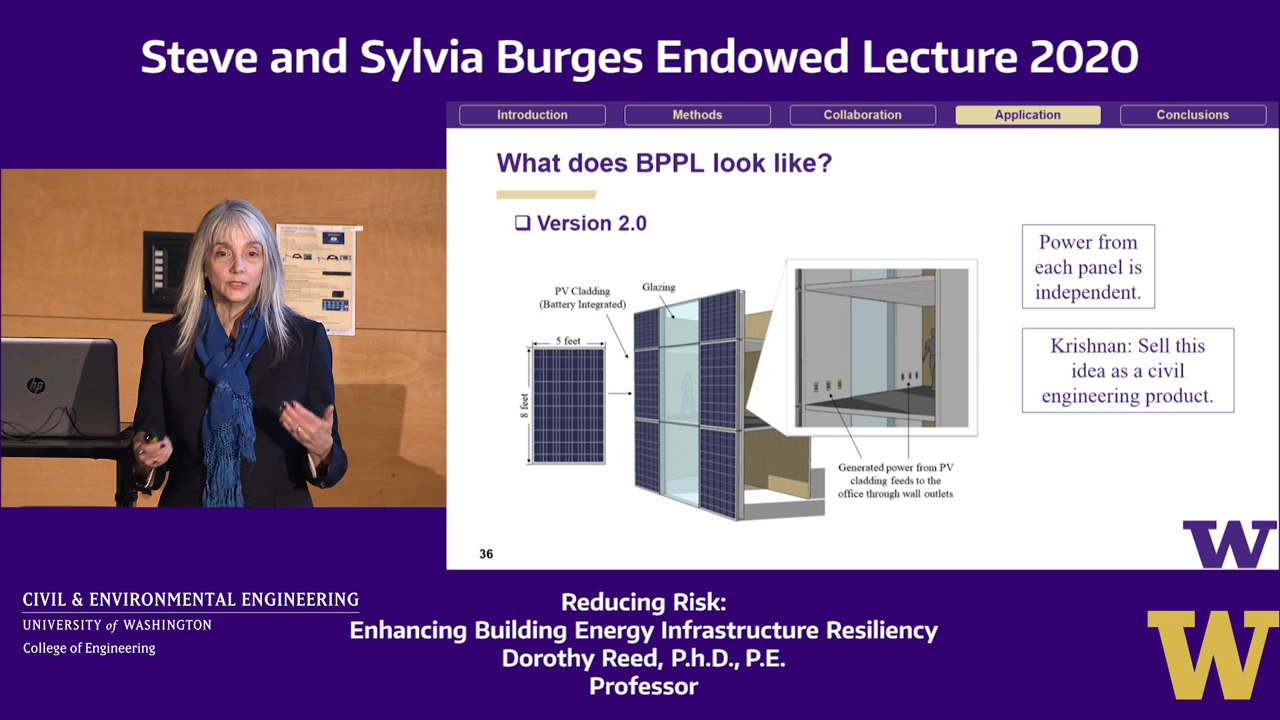 Steve and Sylvia Burges Endowed Lecture 2020
Introduction
Methods
Collaboration
Application
Conclusions
What does BPPL look like?
❑ Version 2.0
PV Cladding
(Battery Integrated)
Glazing
5 feet
8 feet
Generated power from PV
cladding feeds to the
office through wall outlets
Power from
each panel is
independent.
Krishnan: Sell this
idea as a civil
engineering product.
36
W
hp
CIVIL & ENVIRONMENTAL ENGINEERING
UNIVERSITY of WASHINGTON
College of Engineering
Reducing Risk:
Enhancing Building Energy Infrastructure Resiliency
Dorothy Reed, P.h.D., P.E.
Professor
W